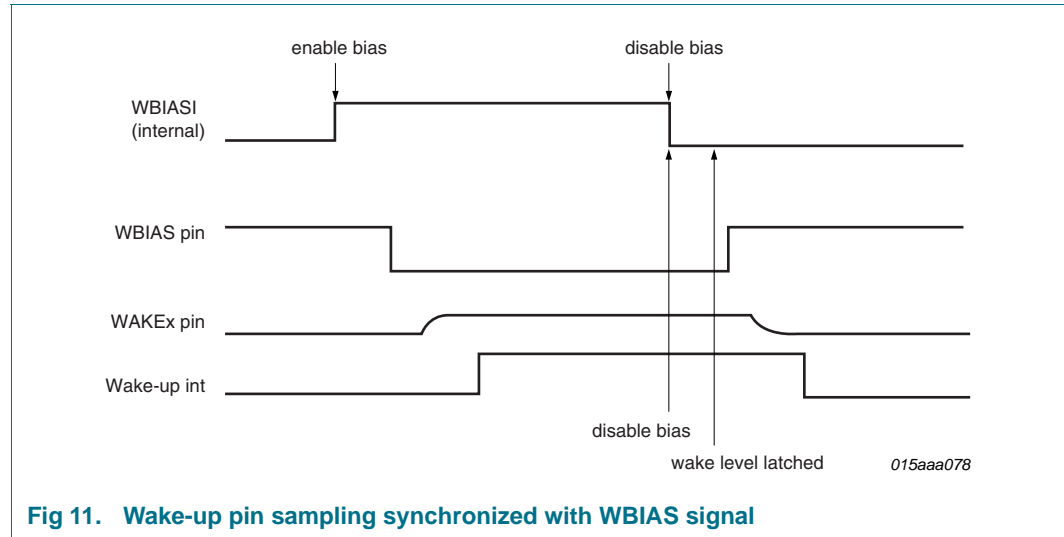 enable bias
disable bias
WBIASI
(internal)
WBIAS pin
WAKEx pin
Wake-up int
disable bias
wake level latched
015aaa078
Fig 11. Wake-up pin sampling synchronized with WBIAS signal